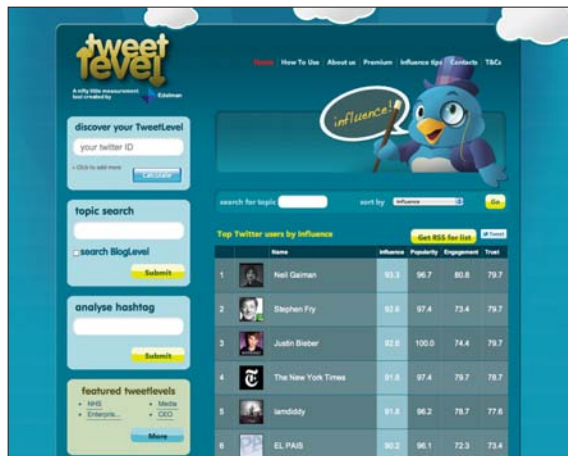 tweet
level
A nifty little measurement
tool created by Edelman
Home How To Use About us Premium Influence tips Contacts T&Cs
influence!
discover your TweetLevel
your twitter ID
Click to add more
Calculate
topic search
search BlogLevel
Submit
analyse hashtag
Submit
featured tweetlevels
NHS Media
Enterpris... CEO
More
search for topic sort by Influence Go
Top Twitter users by Influence Get RSS for list Tweet
Name Influence Popularity Engagement Trust
1 Neil Gaiman 93.3 96.7 80.8 79.7
2 Stephen Fry 92.8 97.4 73.4 79.7
3 Justin Bieber 92.6 100.0 74.4 79.7
4 The New York Times 91.8 97.4 79.7 78.7
5 iamdiddy 91.8 96.2 78.7 77.6
6 EL PAIS 90.2 96.1 72.3 73.4